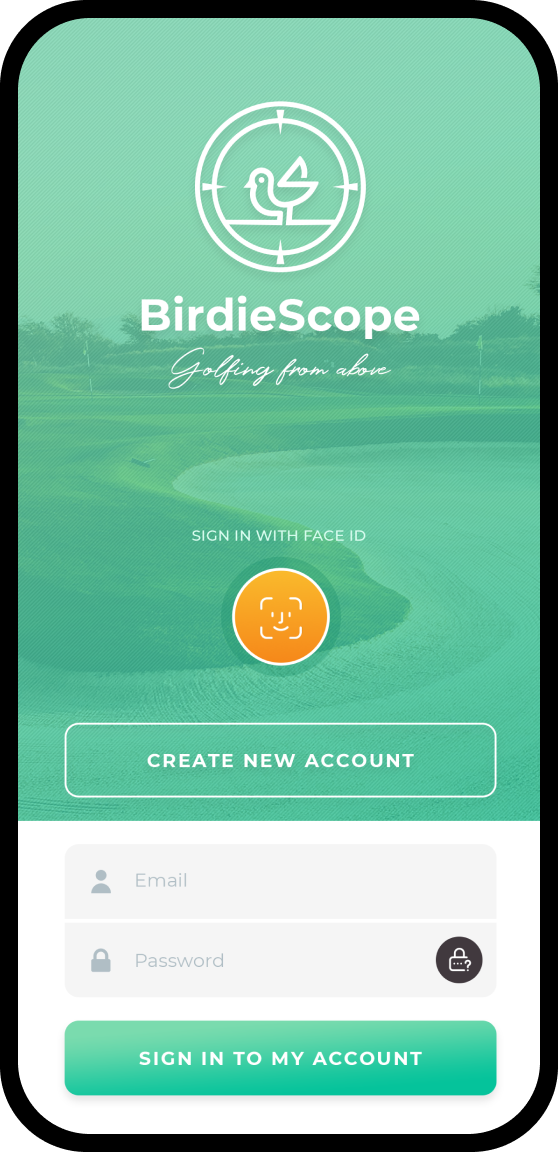 BirdieScope
Golfing from above
SIGN IN WITH FACE ID
CREATE NEW ACCOUNT
Email
Password
SIGN IN TO MY ACCOUNT